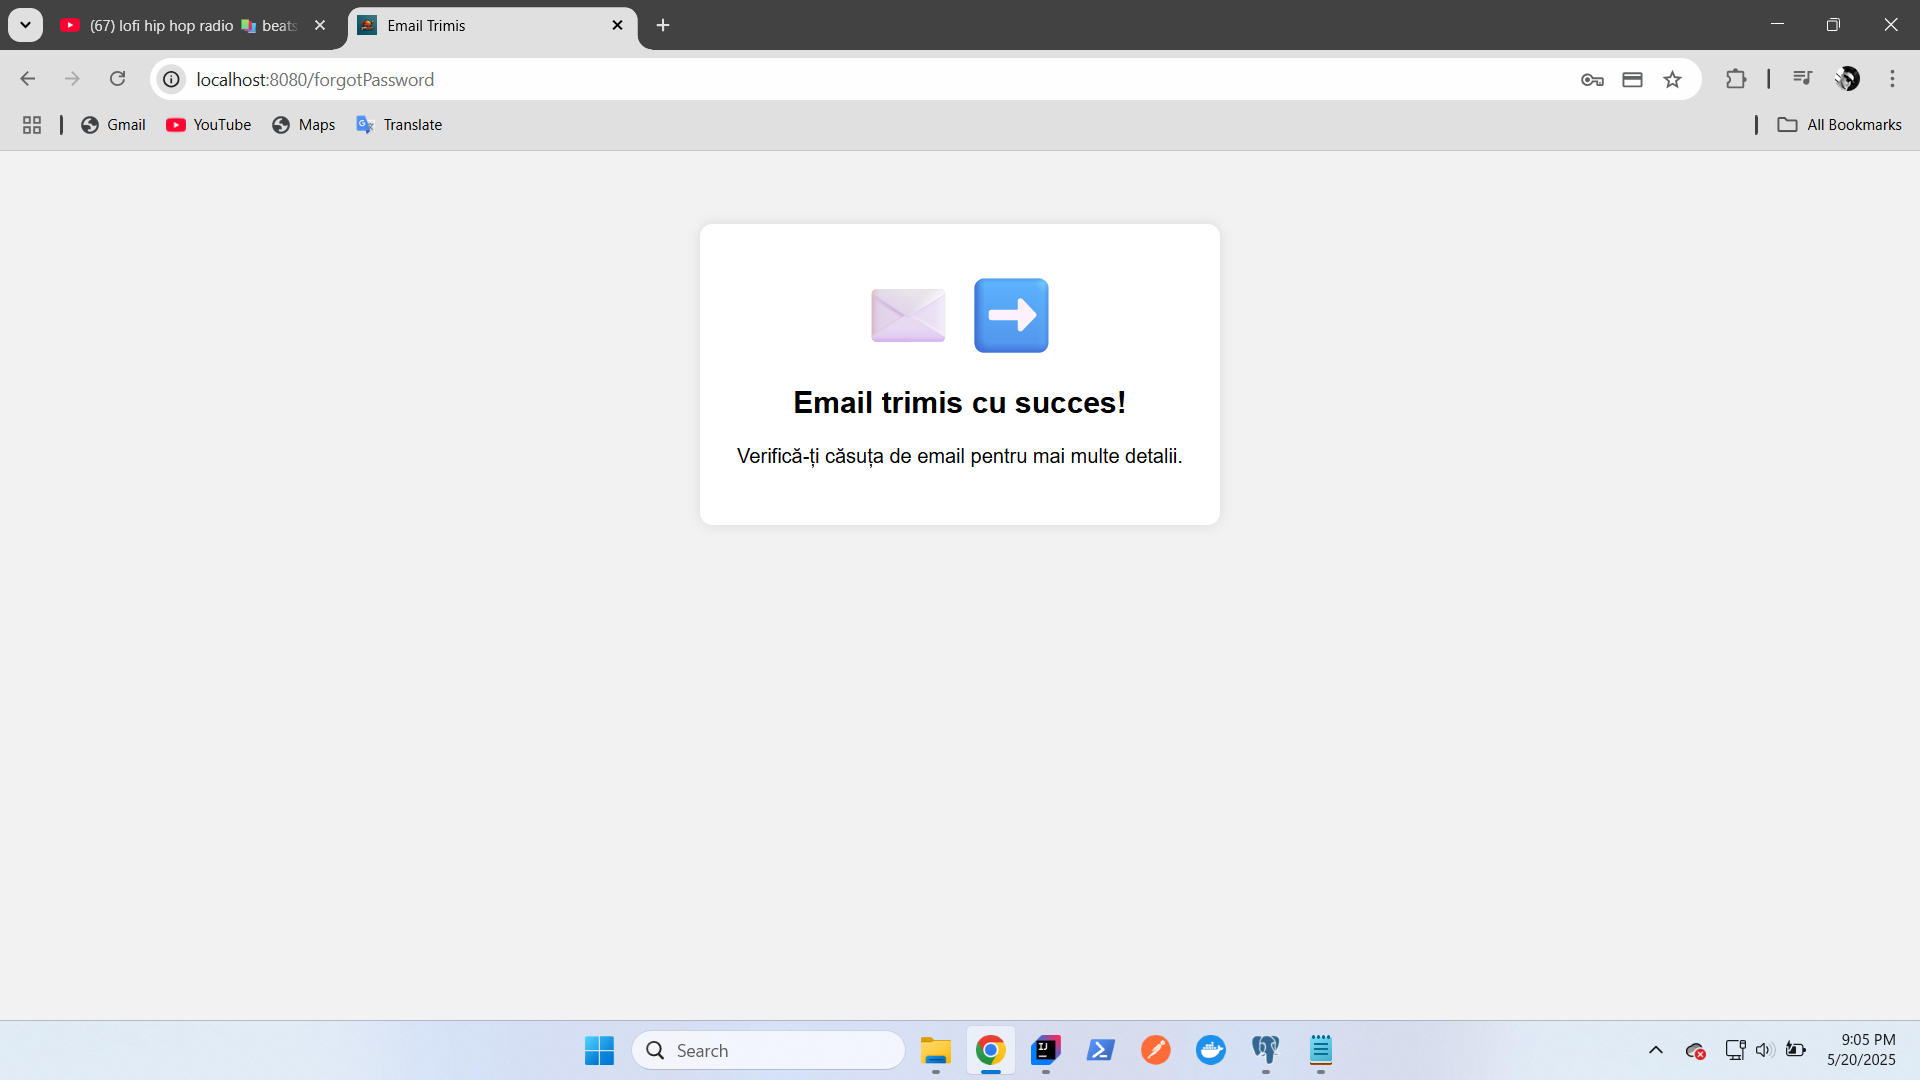 (67) lofi hip hop radio 📚 beats
Email Trimis
localhost:8080/forgotPassword
Gmail
YouTube
Maps
Translate
All Bookmarks
Email trimis cu succes!
Verifică-ți căsuța de email pentru mai multe detalii.
Search
9:05 PM
5/20/2025